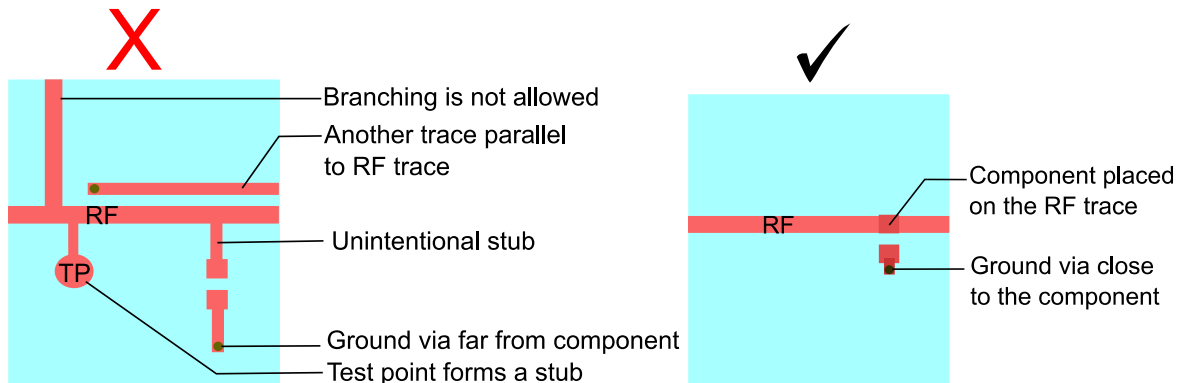 X
Branching is not allowed
Another trace parallel
to RF trace
RF
Unintentional stub
TP
Ground via far from component
Test point forms a stub
Component placed
on the RF trace
RF
Ground via close
to the component